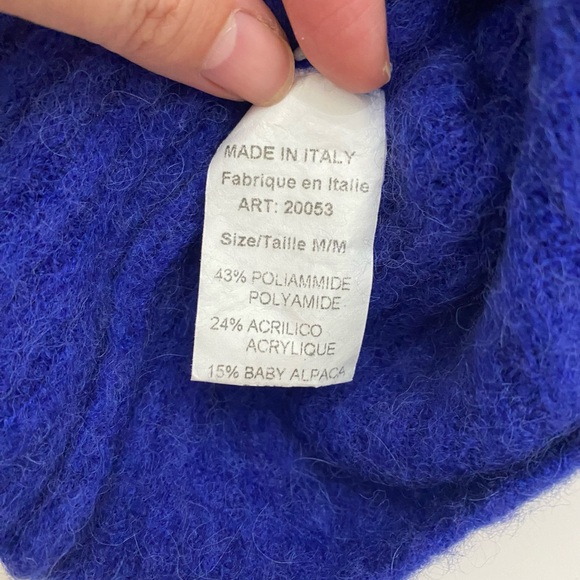 MADE IN ITALY
Fabrique en Italie
ART: 20053
Size/Taille M/M
43% POLIAMMIDE
POLYAMIDE
24% ACRILICO
ACRYLIQUE
15% BABY ALPACA